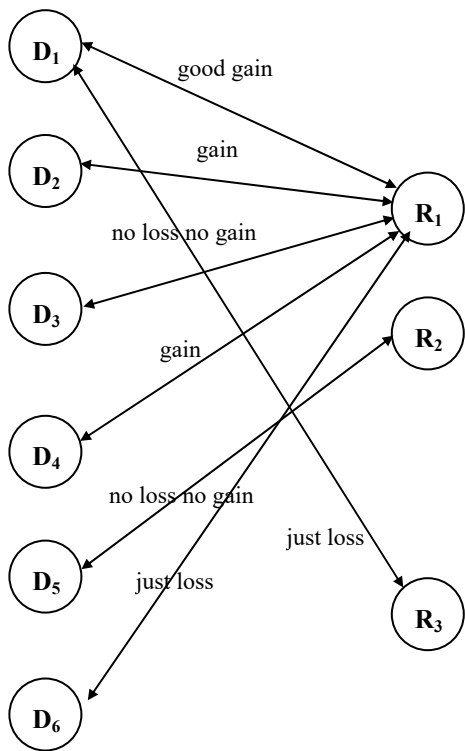 D1
good gain
gain
D2
R1
no loss no gain
D3
R2
gain
D4
no loss no gain
just loss
D5
just loss
R3
D6